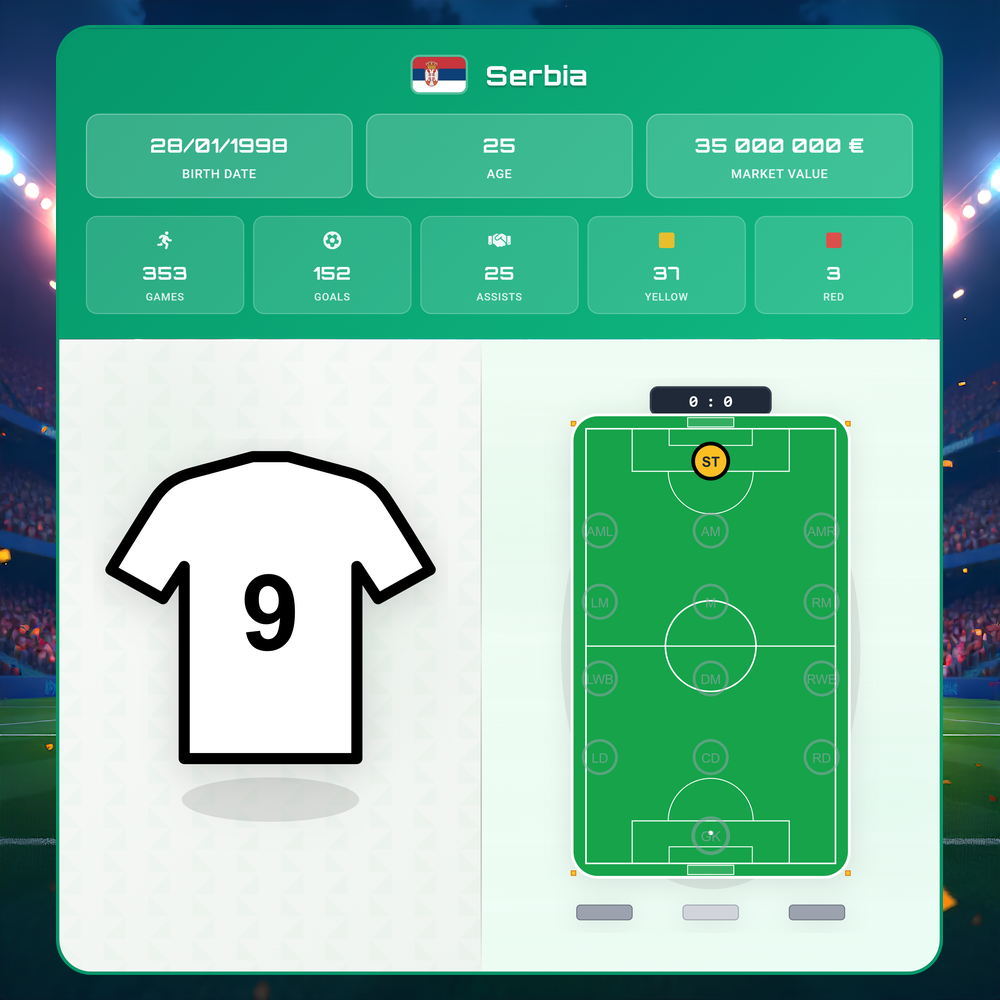 Serbia
28/01/1998
BIRTH DATE
25
AGE
35 000 000 €
MARKET VALUE
353
GAMES
152
GOALS
25
ASSISTS
37
YELLOW
3
RED
0 : 0
9
ST
AML
AM
AMR
LM
M
RM
LWB
DM
RWB
LD
CD
RD
GK